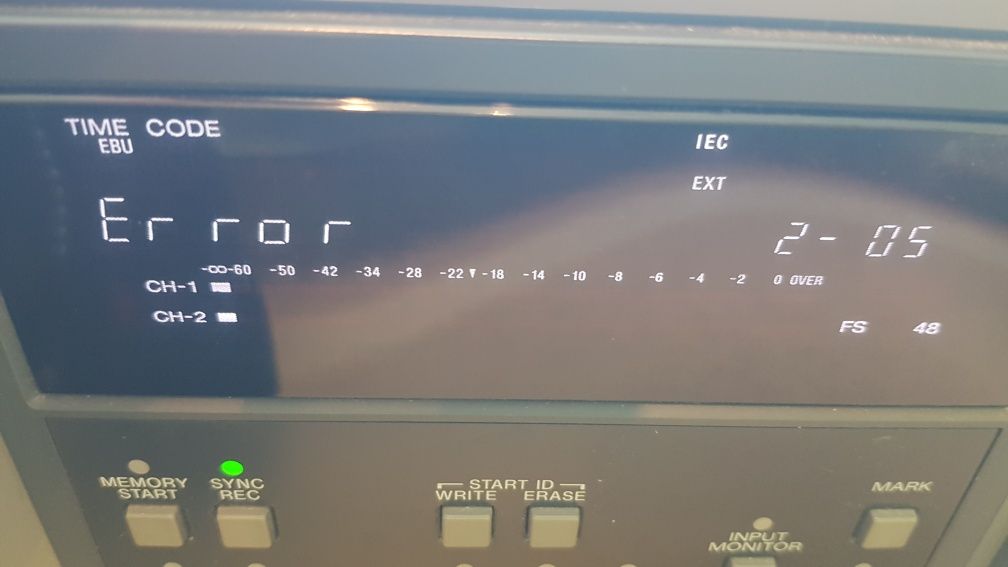 TIME CODE
EBU
IEC
EXT
Error 2-05
-∞-60 -50 -42 -34 -28 -22 ▼-18 -14 -10 -8 -6 -4 -2 0 OVER
CH-1
CH-2
FS 48
MEMORY START
SYNC REC
START ID
WRITE ERASE
MARK
INPUT MONITOR